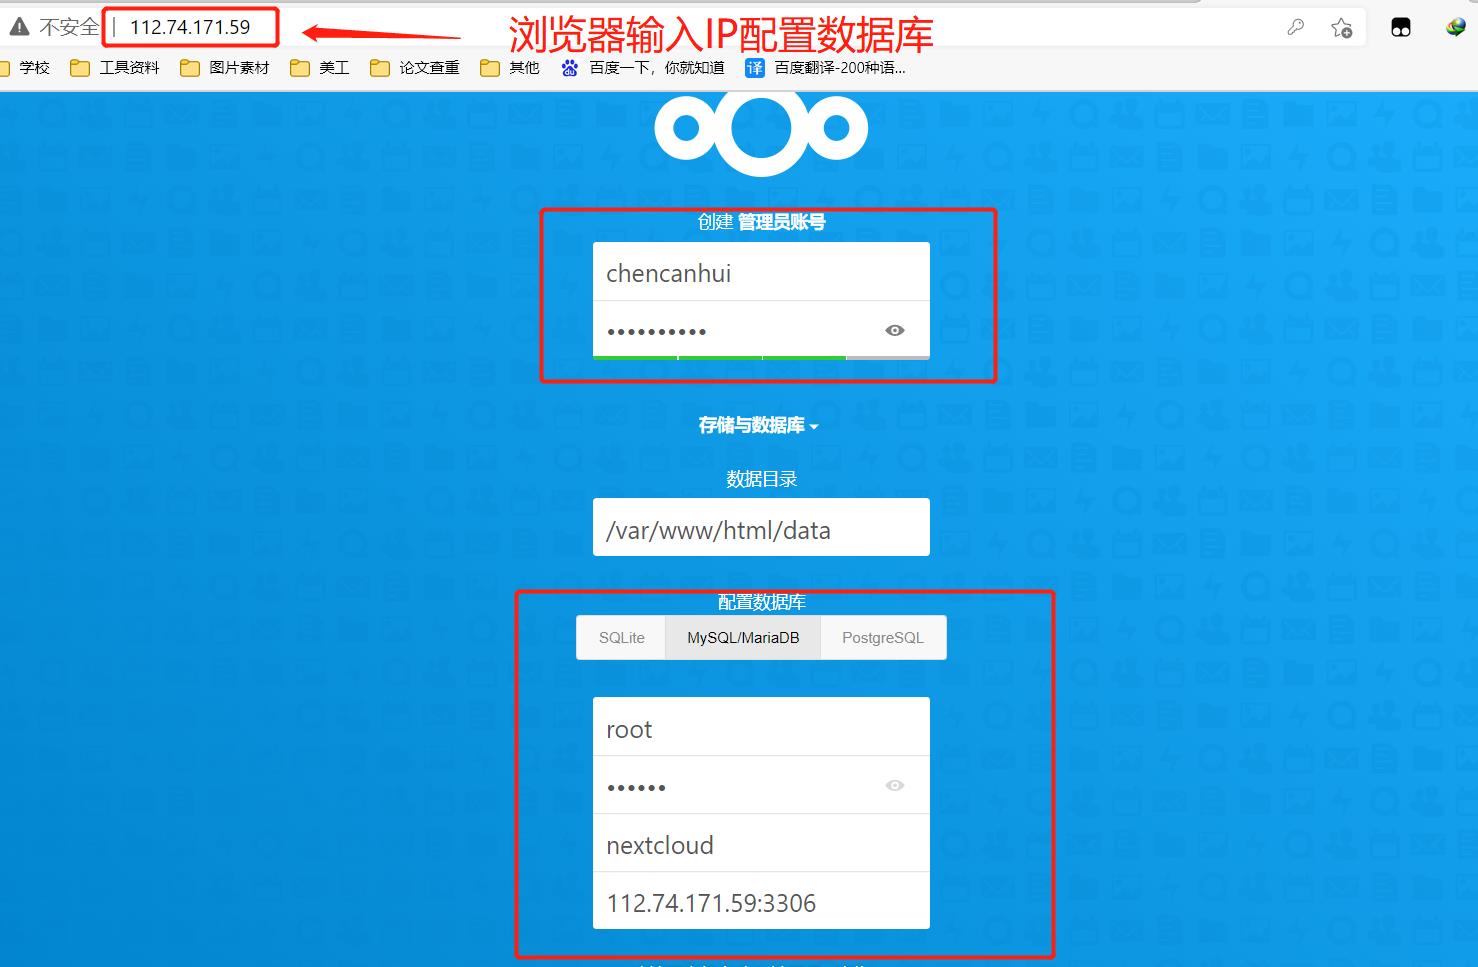 不安全 | 112.74.171.59
浏览器输入IP配置数据库
学校 工具资料 图片素材 美工 论文查重 其他 du 百度一下，你就知道 译 百度翻译-200种语...
创建 管理员账号
chencanhui
••••••••••
存储与数据库
数据目录
/var/www/html/data
配置数据库
SQLite MySQL/MariaDB PostgreSQL
root
••••••
nextcloud
112.74.171.59:3306